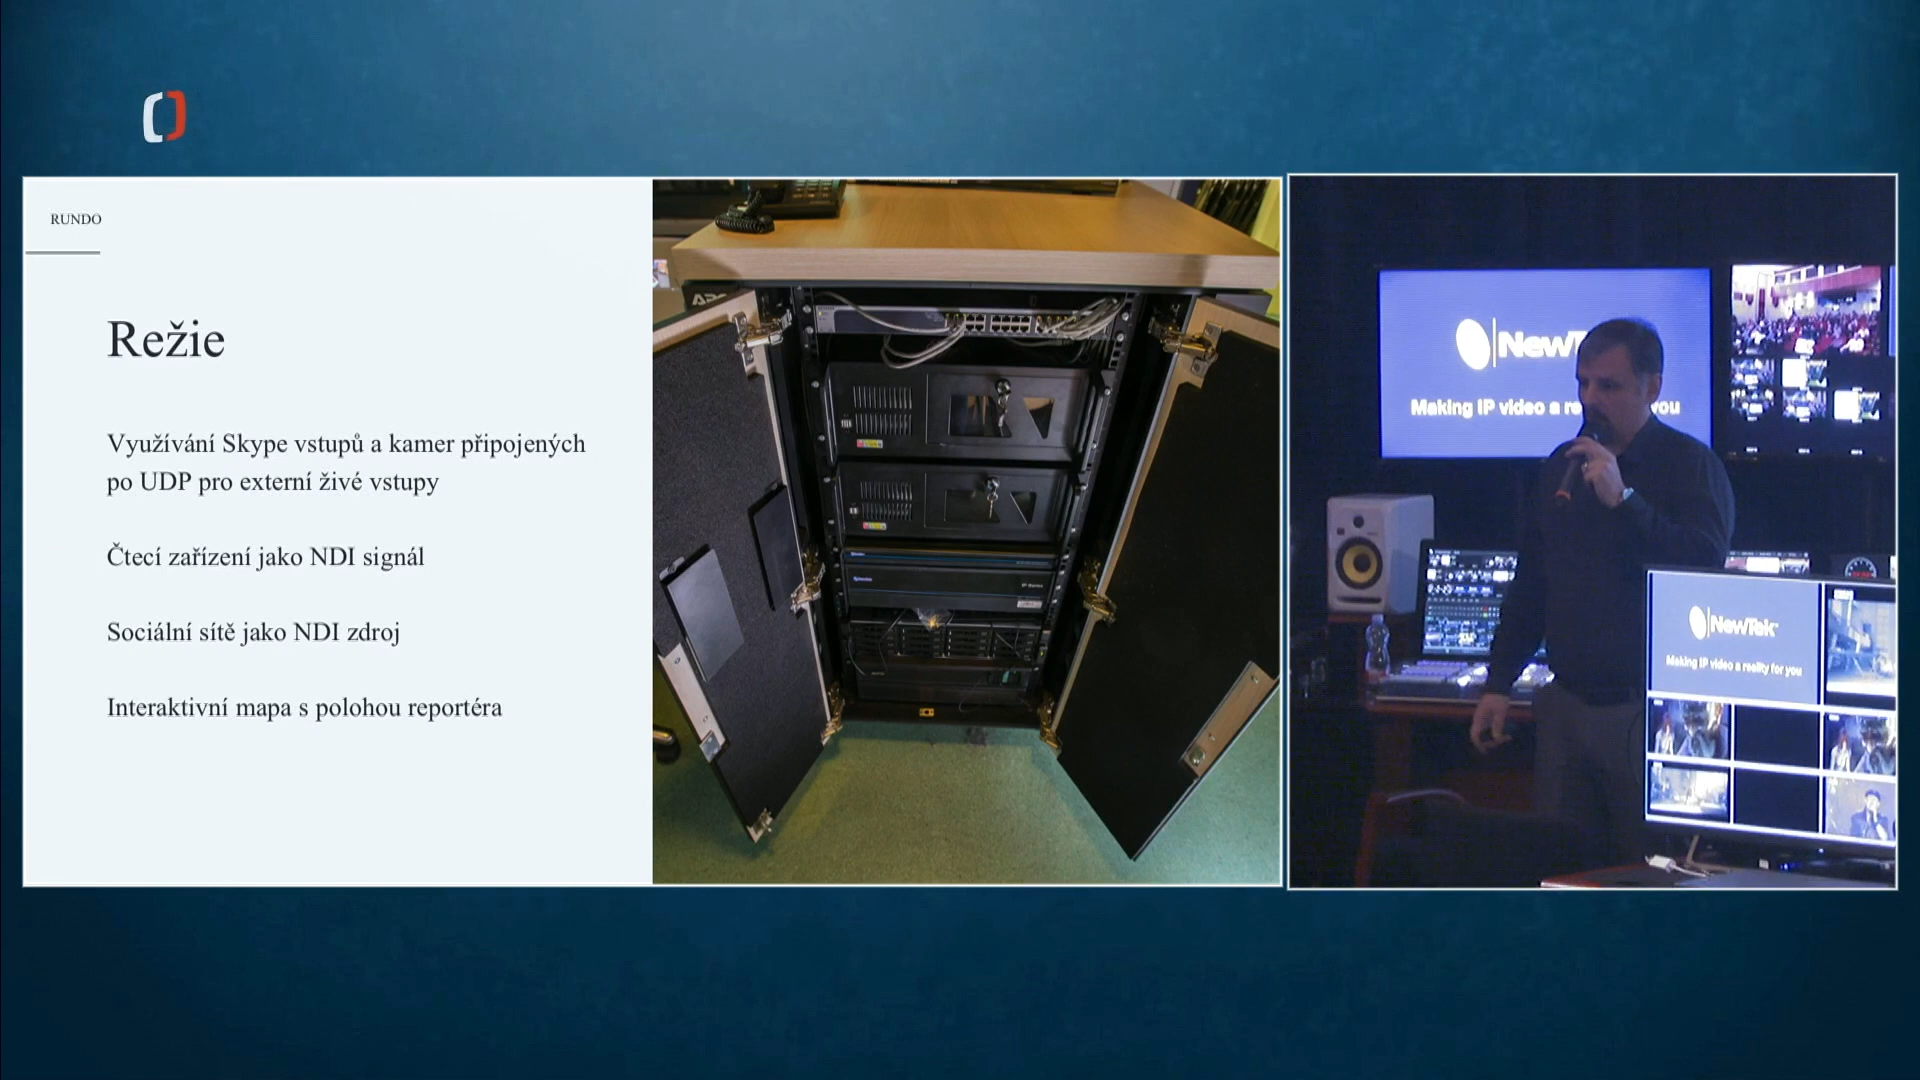 RUNDO
Režie
Využívání Skype vstupů a kamer připojených
po UDP pro externí živé vstupy
Čtecí zařízení jako NDI signál
Sociální sítě jako NDI zdroj
Interaktivní mapa s polohou reportéra
NewT
Making IP video a re you
NewTek
Making IP video a reality for you